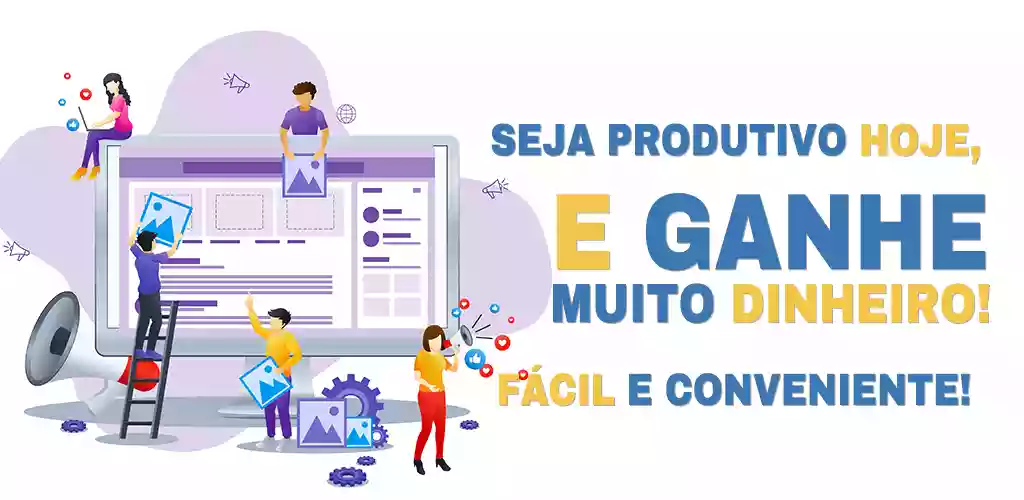 SEJA PRODUTIVO HOJE,
E GANHE
MUITO DINHEIRO!
FÁCIL E CONVENIENTE!